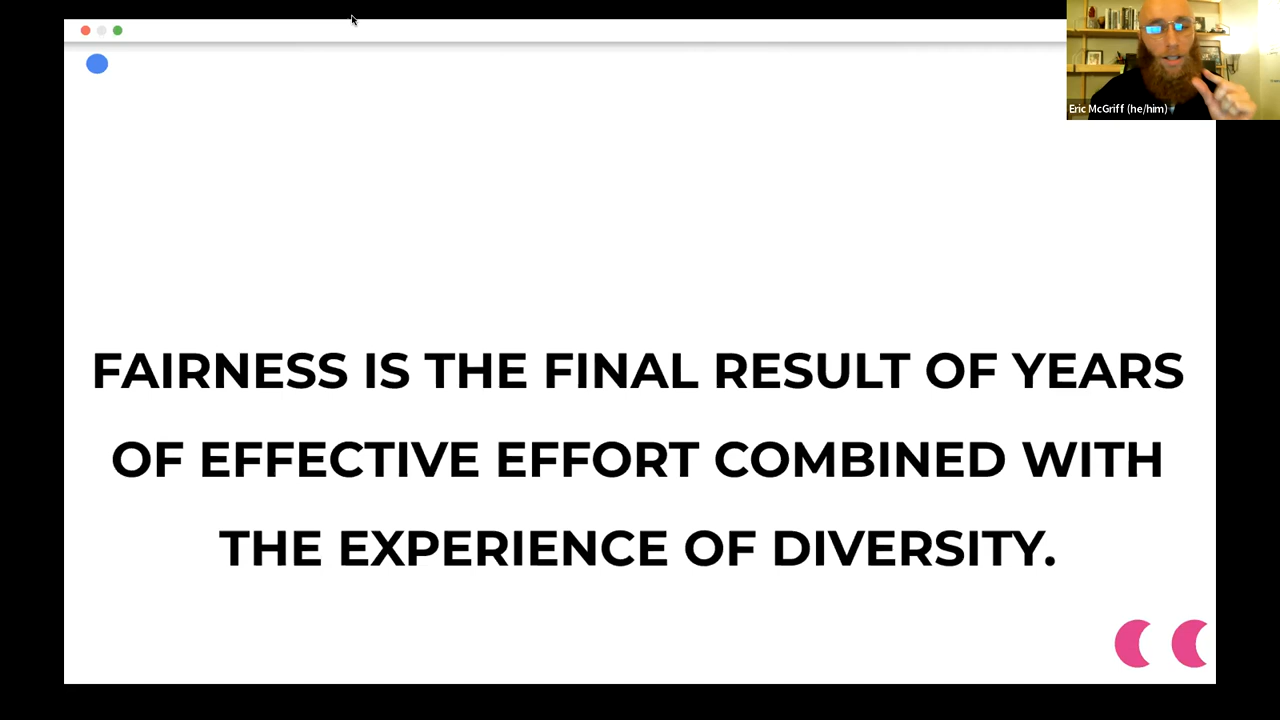 Eric McGriff (he/him)
FAIRNESS IS THE FINAL RESULT OF YEARS
OF EFFECTIVE EFFORT COMBINED WITH
THE EXPERIENCE OF DIVERSITY.